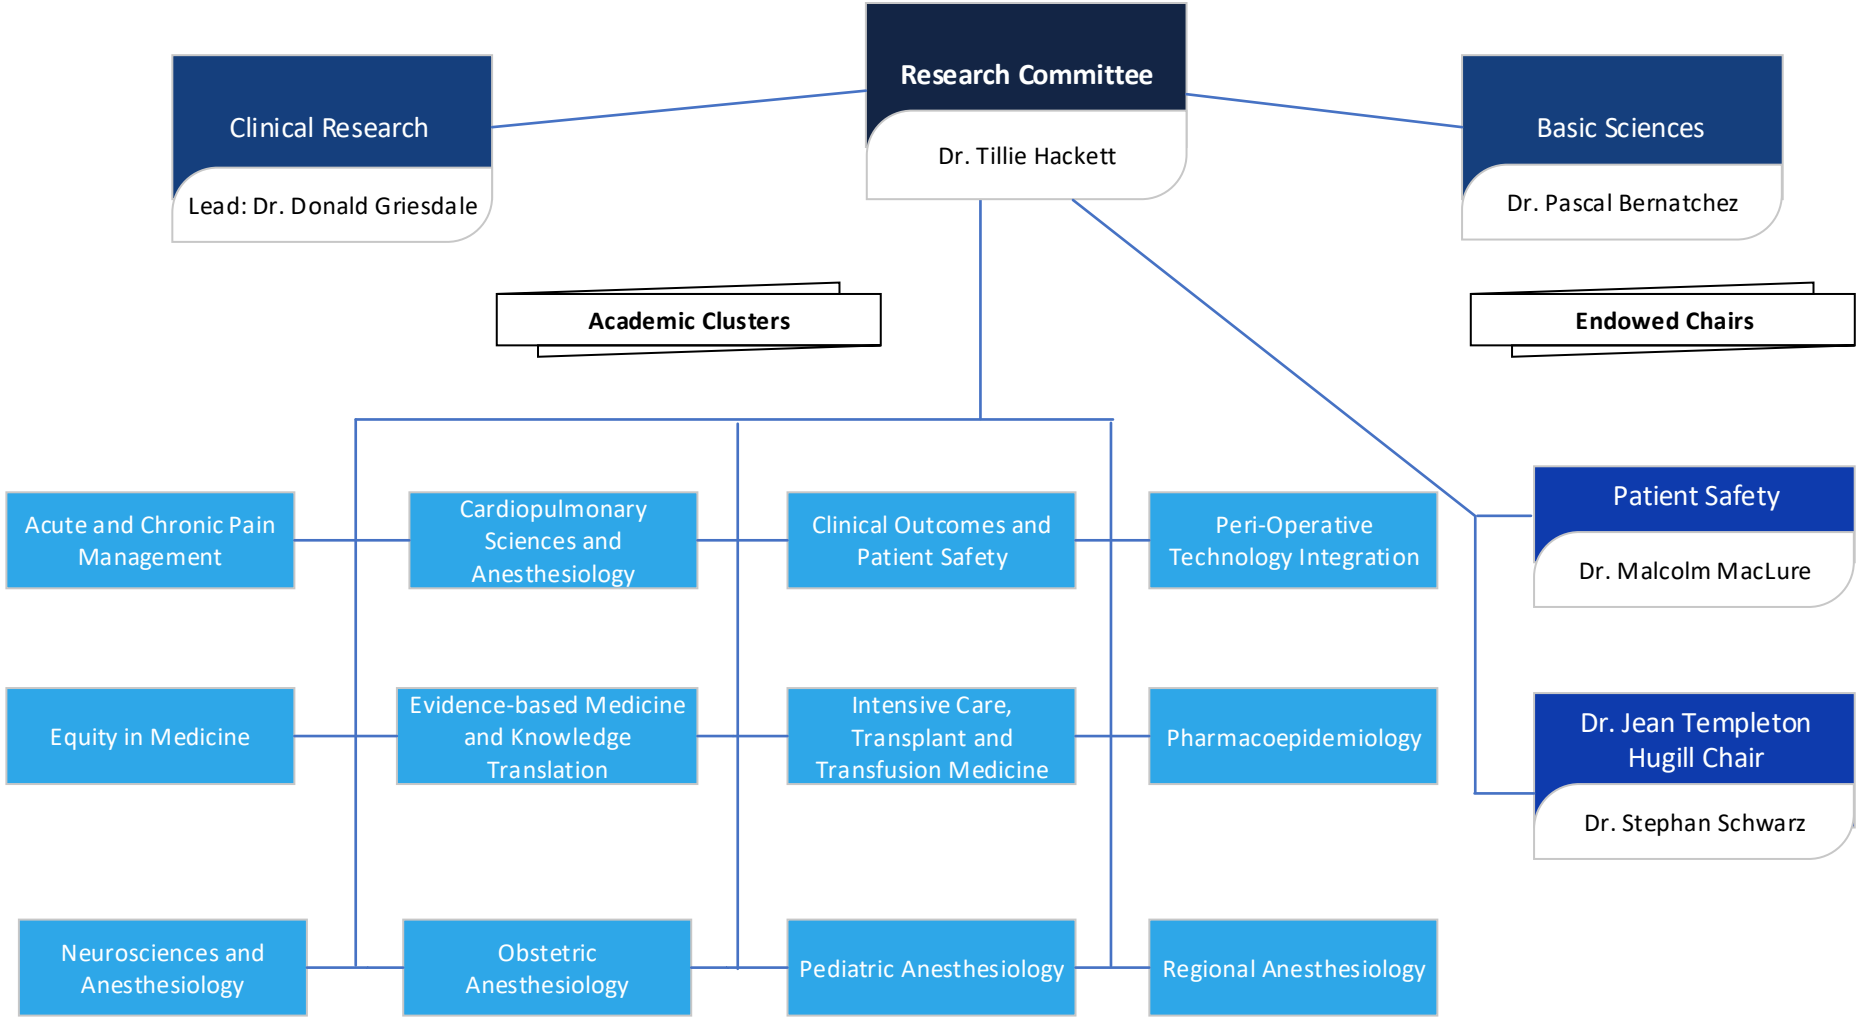 Research Committee
Dr. Tillie Hackett
Clinical Research
Lead: Dr. Donald Griesdale
Basic Sciences
Dr. Pascal Bernatchez
Academic Clusters
Endowed Chairs
Acute and Chronic Pain
Management
Cardiopulmonary
Sciences and
Anesthesiology
Clinical Outcomes and
Patient Safety
Peri-Operative
Technology Integration
Patient Safety
Dr. Malcolm MacLure
Equity in Medicine
Evidence-based Medicine
and Knowledge
Translation
Intensive Care,
Transplant and
Transfusion Medicine
Pharmacoepidemiology
Dr. Jean Templeton
Hugill Chair
Dr. Stephan Schwarz
Neurosciences and
Anesthesiology
Obstetric
Anesthesiology
Pediatric Anesthesiology
Regional Anesthesiology